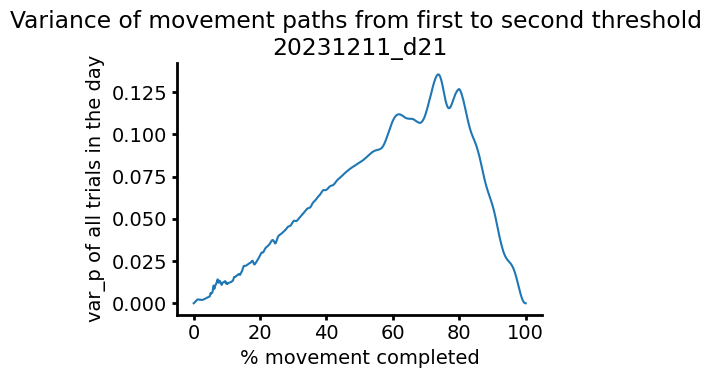 Variance of movement paths from first to second threshold
20231211_d21
var_p of all trials in the day
0.125
0.100
0.075
0.050
0.025
0.000
0 20 40 60 80 100
% movement completed